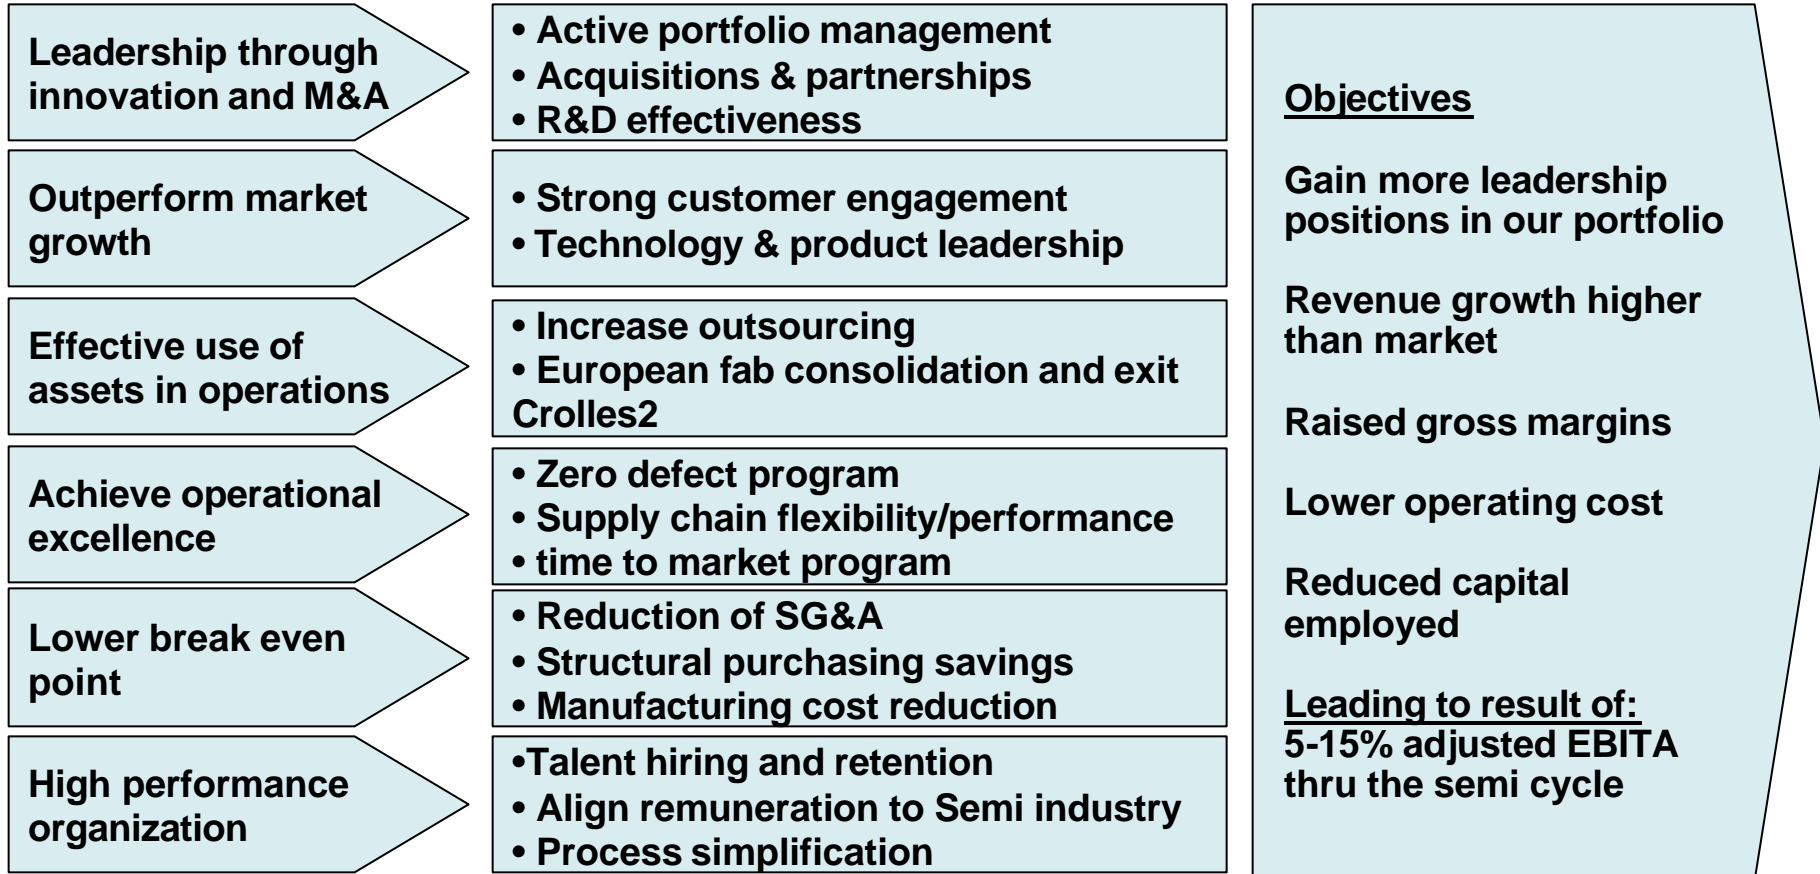 Leadership through
innovation and M&A
• Active portfolio management
• Acquisitions & partnerships
• R&D effectiveness
Outperform market
growth
• Strong customer engagement
• Technology & product leadership
Effective use of
assets in operations
• Increase outsourcing
• European fab consolidation and exit
Crolles2
Achieve operational
excellence
• Zero defect program
• Supply chain flexibility/performance
• time to market program
Lower break even
point
• Reduction of SG&A
• Structural purchasing savings
• Manufacturing cost reduction
High performance
organization
•Talent hiring and retention
• Align remuneration to Semi industry
• Process simplification
Objectives
Gain more leadership
positions in our portfolio
Revenue growth higher
than market
Raised gross margins
Lower operating cost
Reduced capital
employed
Leading to result of:
5-15% adjusted EBITA
thru the semi cycle